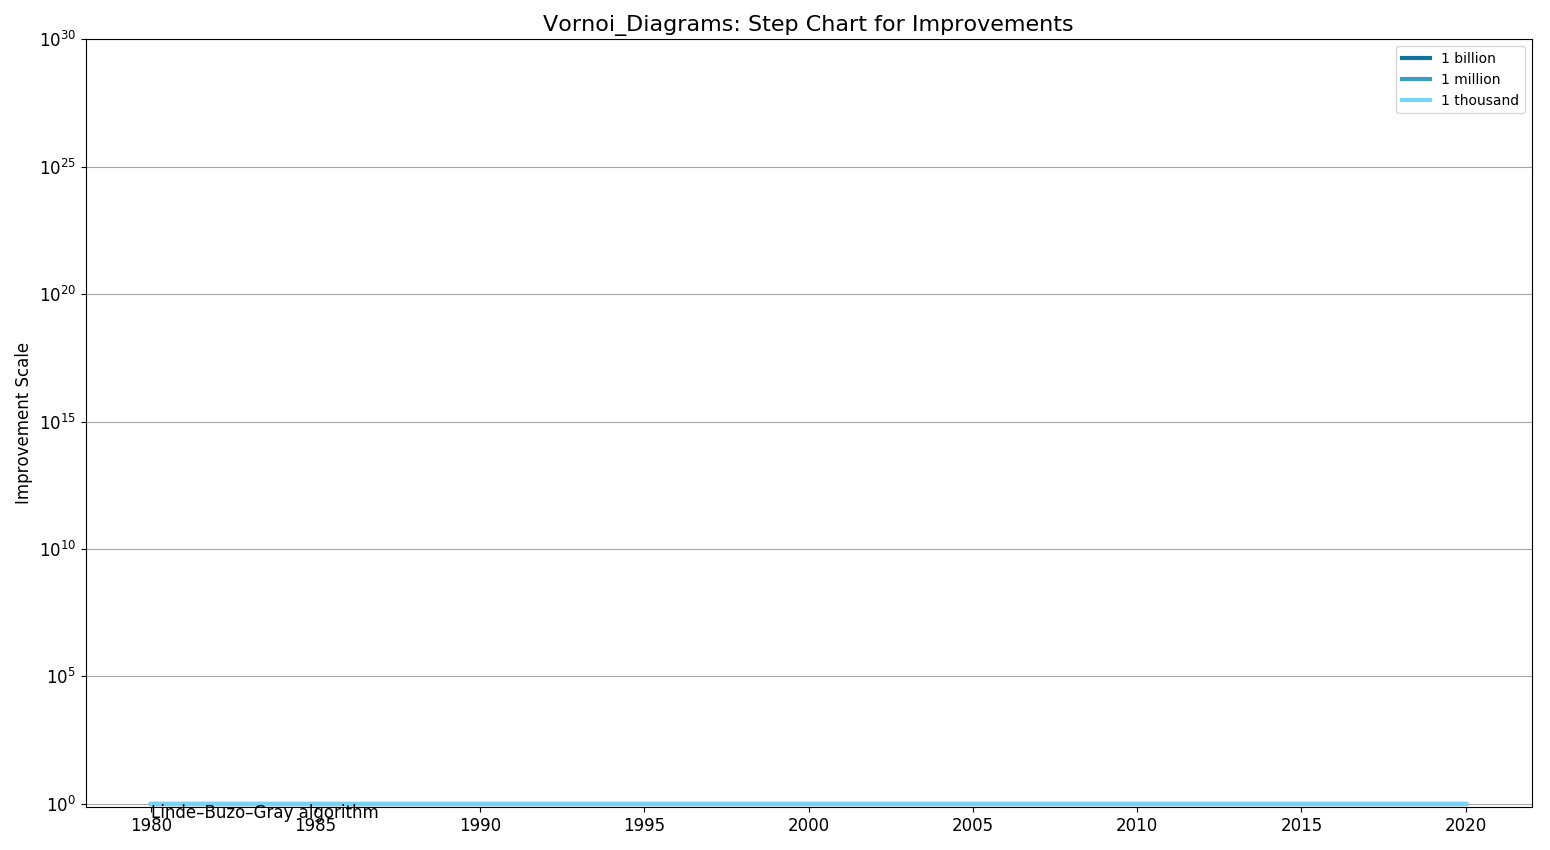 Vornoi_Diagrams: Step Chart for Improvements
10^30
10^25
10^20
10^15
10^10
10^5
10^0
Improvement Scale
1 billion
1 million
1 thousand
Linde–Buzo–Gray algorithm
1980 1985 1990 1995 2000 2005 2010 2015 2020